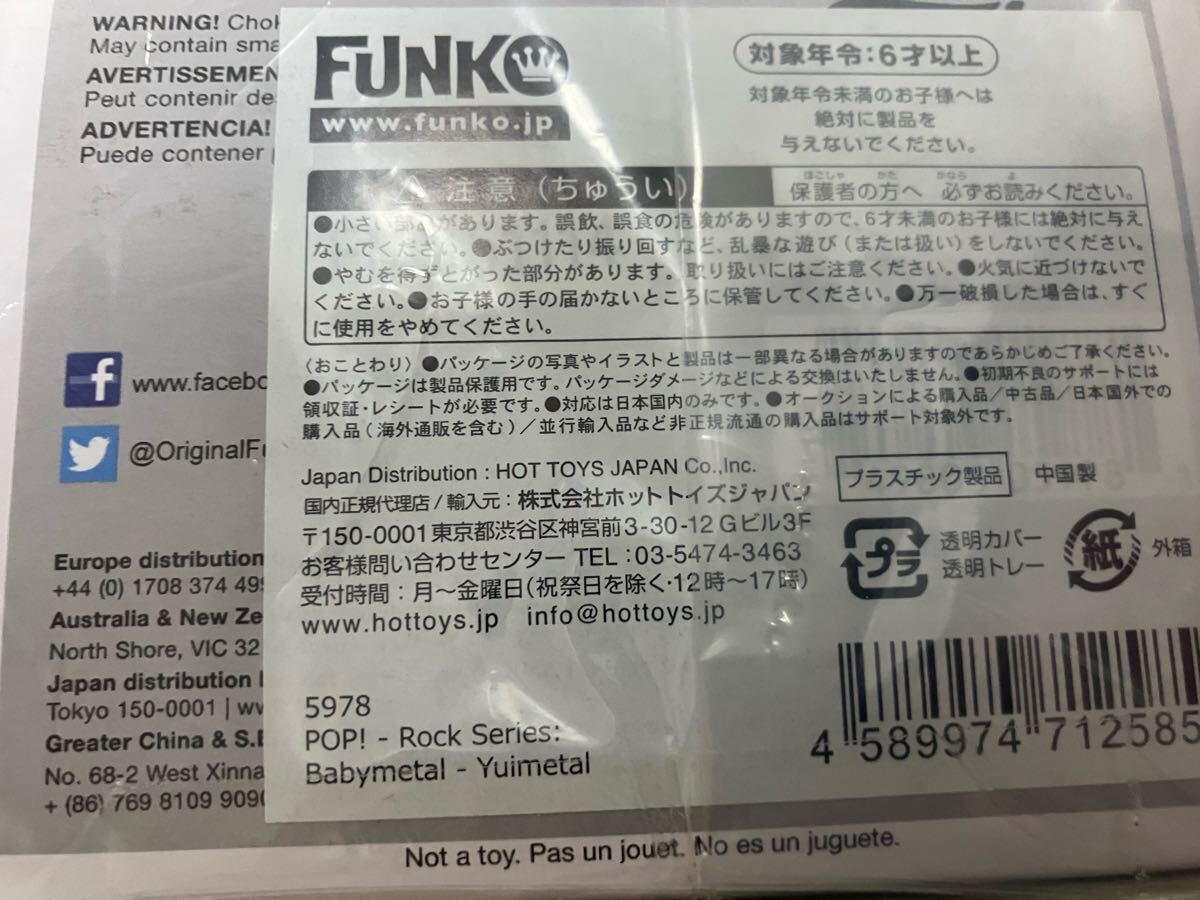 WARNING! Chok
May contain sma
AVERTISSEMEN
Peut contenir de
ADVERTENCIA!
Puede contener
www.facebo
@OriginalFu
Europe distribution
+44 (0) 1708 374 49
Australia & New Ze
North Shore, VIC 32
Japan distribution
Tokyo 150-0001 | ww
Greater China & S.E
No. 68-2 West Xinna
+ (86) 769 8109 9090
FUNKO
www.funko.jp
対象年令:6才以上
対象年令未満のお子様へは
絶対に製品を
与えないでください。
⚠ 注意(ちゅうい)
保護者の方へ 必ずお読みください。
●小さい部品があります。誤飲、誤食の危険がありますので、6才未満のお子様には絶対に与え
ないでください。●ぶつけたり振り回すなど、乱暴な遊び(または扱い)をしないでください。
●やむを得ずとがった部分があります。取り扱いにはご注意ください。●火気に近づけないで
ください。●お子様の手の届かないところに保管してください。●万一破損した場合は、すぐ
に使用をやめてください。
〈おことわり〉●パッケージの写真やイラストと製品は一部異なる場合がありますのであらかじめご了承ください。
●パッケージは製品保護用です。パッケージダメージなどによる交換はいたしません。●初期不良のサポートには
領収証・レシートが必要です。●対応は日本国内のみです。●オークションによる購入品/中古品/日本国外での
購入品(海外通販を含む)/並行輸入品など非正規流通の購入品はサポート対象外です。
Japan Distribution : HOT TOYS JAPAN Co.,Inc.
国内正規代理店/輸入元:株式会社ホットトイズジャパン
〒150-0001東京都渋谷区神宮前3-30-12 Gビル3F
お客様問い合わせセンター TEL:03-5474-3463
受付時間:月〜金曜日(祝祭日を除く・12時〜17時)
www.hottoys.jp info@hottoys.jp
プラスチック製品 中国製
プラ 透明カバー
透明トレー
紙 外箱
5978
POP! - Rock Series:
Babymetal - Yuimetal
4 589974 712585
Not a toy. Pas un jouet. No es un juguete.